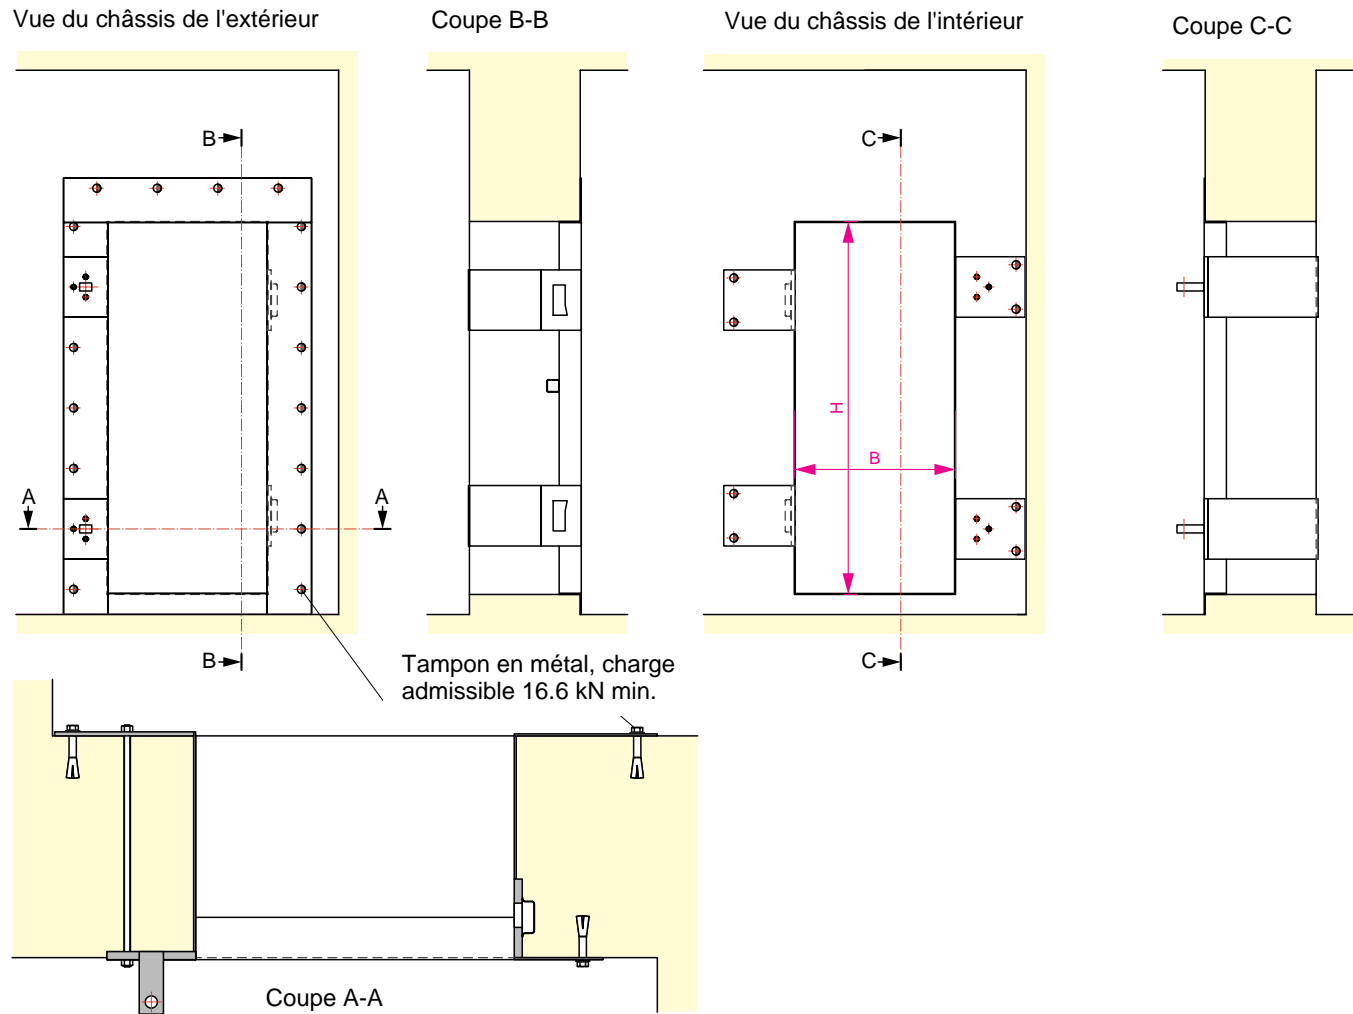 Vue du châssis de l'extérieur
Coupe B-B
Vue du châssis de l'intérieur
Coupe C-C
B
C
H
B
A
A
B
C
Tampon en métal, charge
admissible 16.6 kN min.
Coupe A-A